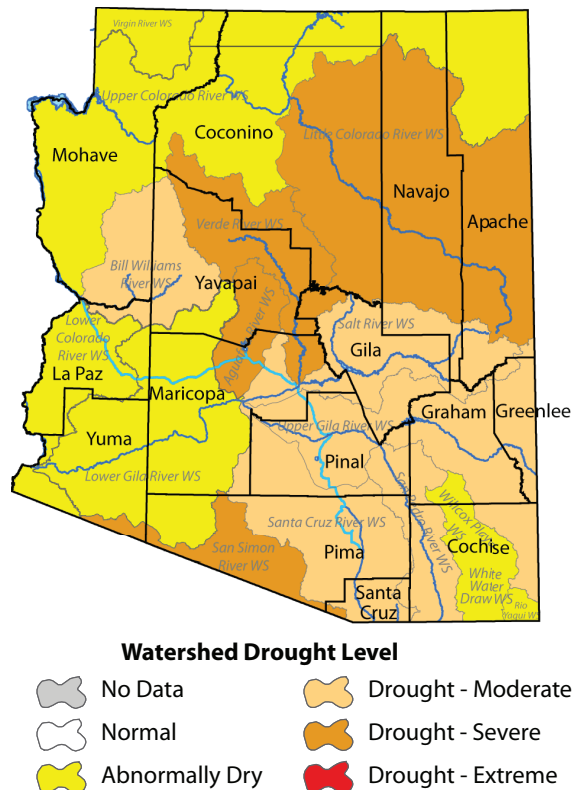 Virgin River WS
Upper Colorado River WS
Coconino
Little Colorado River WS
Mohave
Navajo
Apache
Verde River WS
Bill Williams
River WS
Yavapai
Lower
Colorado
River WS
Salt River WS
Gila
Agua Fria River WS
La Paz
Maricopa
Graham
Greenlee
Upper Gila River WS
Yuma
Pinal
Lower Gila River WS
San Pedro River WS
Willcox Playa
WS
Santa Cruz River WS
Cochise
San Simon
River WS
Pima
White
Water
Draw WS
Santa
Cruz
Rio
Yaqui WS
Watershed Drought Level
No Data
Drought - Moderate
Normal
Drought - Severe
Abnormally Dry
Drought - Extreme